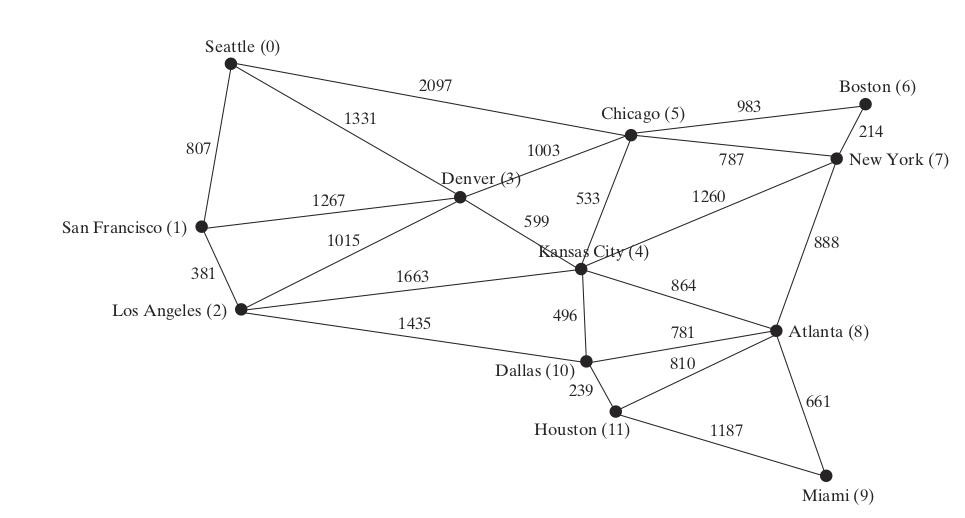 Seattle (0)
2097
Boston (6)
983
Chicago (5)
1331
214
807
1003
787
New York (7)
Denver (3)
1267
533
1260
599
San Francisco (1)
1015
888
Kansas City (4)
381
1663
864
Los Angeles (2)
1435
496
781
Atlanta (8)
810
Dallas (10)
239
661
Houston (11)
1187
Miami (9)